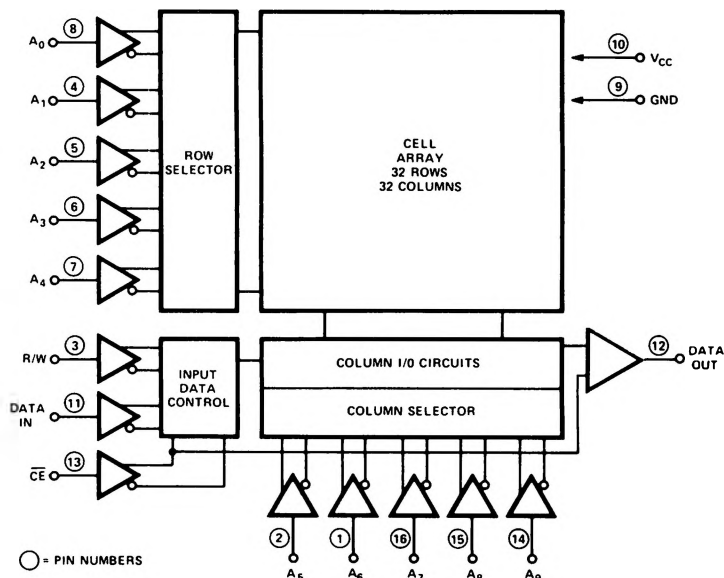 A0 8
A1 4
A2 5
A3 6
A4 7
ROW
SELECTOR
CELL
ARRAY
32 ROWS
32 COLUMNS
10 VCC
9 GND
R/W 3
DATA
IN 11
CE 13
INPUT
DATA
CONTROL
COLUMN I/O CIRCUITS
COLUMN SELECTOR
12 DATA
OUT
2 1 16 15 14
A5 A6 A7 A8 A9
= PIN NUMBERS